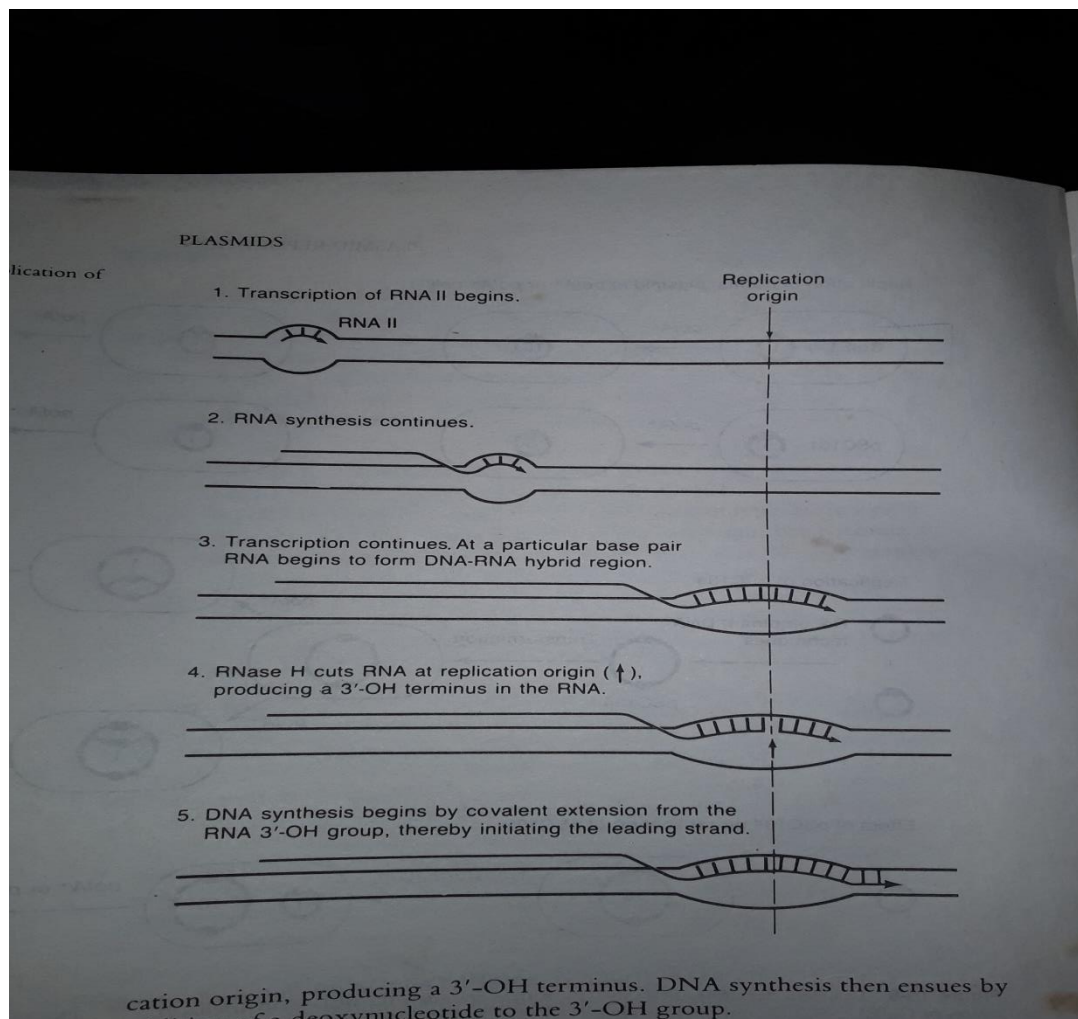 PLASMIDS
lication of
1. Transcription of RNA II begins.
Replication
origin
RNA II
2. RNA synthesis continues.
3. Transcription continues. At a particular base pair
RNA begins to form DNA-RNA hybrid region.
4. RNase H cuts RNA at replication origin (↑),
producing a 3′-OH terminus in the RNA.
5. DNA synthesis begins by covalent extension from the
RNA 3′-OH group, thereby initiating the leading strand.
cation origin, producing a 3′-OH terminus. DNA synthesis then ensues by
deoxynucleotide to the 3′-OH group.